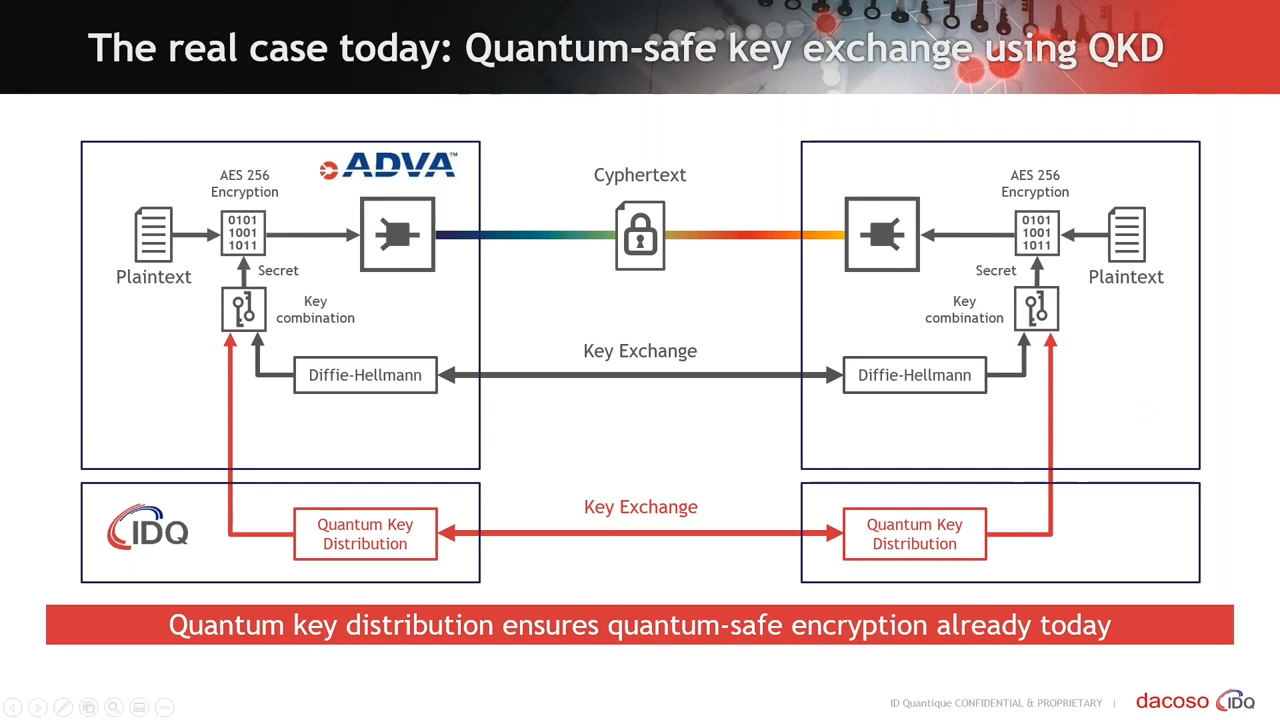 The real case today: Quantum-safe key exchange using QKD
ADVA™
AES 256
Encryption
0101
1001
1011
Plaintext
Secret
Key
combination
Diffie-Hellmann
Cyphertext
Key Exchange
AES 256
Encryption
0101
1001
1011
Plaintext
Secret
Key
combination
Diffie-Hellmann
IDQ
Quantum Key
Distribution
Key Exchange
Quantum Key
Distribution
Quantum key distribution ensures quantum-safe encryption already today
ID Quantique CONFIDENTIAL & PROPRIETARY |
dacoso IDQ